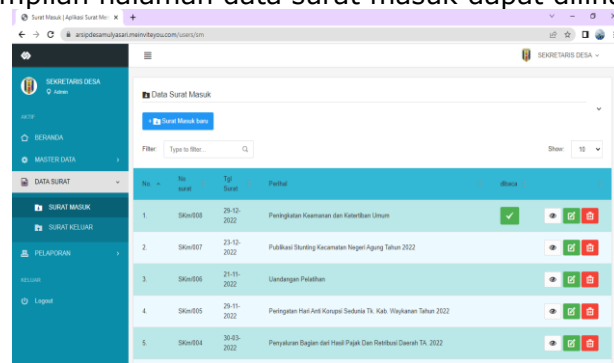 mpilan halaman data surat masuk dapat dilih
Surat Masuk | Aplikasi Surat Mas
arsipdesamulyasari.meinviteyou.com/users/sm
SEKRETARIS DESA
SEKRETARIS DESA
Admin
AKTIF
BERANDA
MASTER DATA
DATA SURAT
SURAT MASUK
SURAT KELUAR
PELAPORAN
KELUAR
Logout
Data Surat Masuk
+ Surat Masuk baru
Filter: Type to filter... Show: 10
No No surat Tgl Surat Perihal dibaca
1. SKm/008 29-12-2022 Peningkatan Keamanan dan Ketertiban Umum
2. SKm/007 23-12-2022 Publikasi Stunting Kecamatan Negeri Agung Tahun 2022
3. SKm/006 21-11-2022 Uandangan Pelatihan
4. SKm/005 29-11-2022 Peringatan Hari Anti Korupsi Sedunia Tk. Kab. Waykanan Tahun 2022
5. SKm/004 30-03-2022 Penyaluran Bagian dari Hasil Pajak Dan Retribusi Daerah TA. 2022